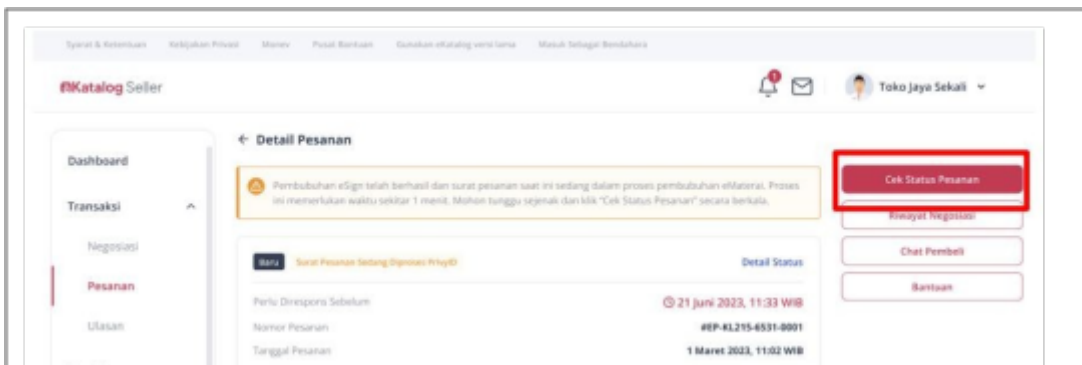 Syarat & Ketentuan Kebijakan Privasi Monev Pusat Bantuan Gunakan eKatalog versi lama Masuk Sebagai Bendahara
Katalog Seller
1
Toko Jaya Sekali
Dashboard
Transaksi
Negosiasi
Pesanan
Ulasan
← Detail Pesanan
Pembubuhan eSign telah berhasil dan surat pesanan saat ini sedang dalam proses pembubuhan eMaterai. Proses
ini memerlukan waktu sekitar 1 menit. Mohon tunggu sejenak dan klik "Cek Status Pesanan" secara berkala.
Baru Surat Pesanan Sedang Diproses PrivyID Detail Status
Perlu Direspons Sebelum 21 Juni 2023, 11:33 WIB
Nomor Pesanan #EP-KL215-6531-0001
Tanggal Pesanan 1 Maret 2023, 11:02 WIB
Cek Status Pesanan
Riwayat Negosiasi
Chat Pembeli
Bantuan